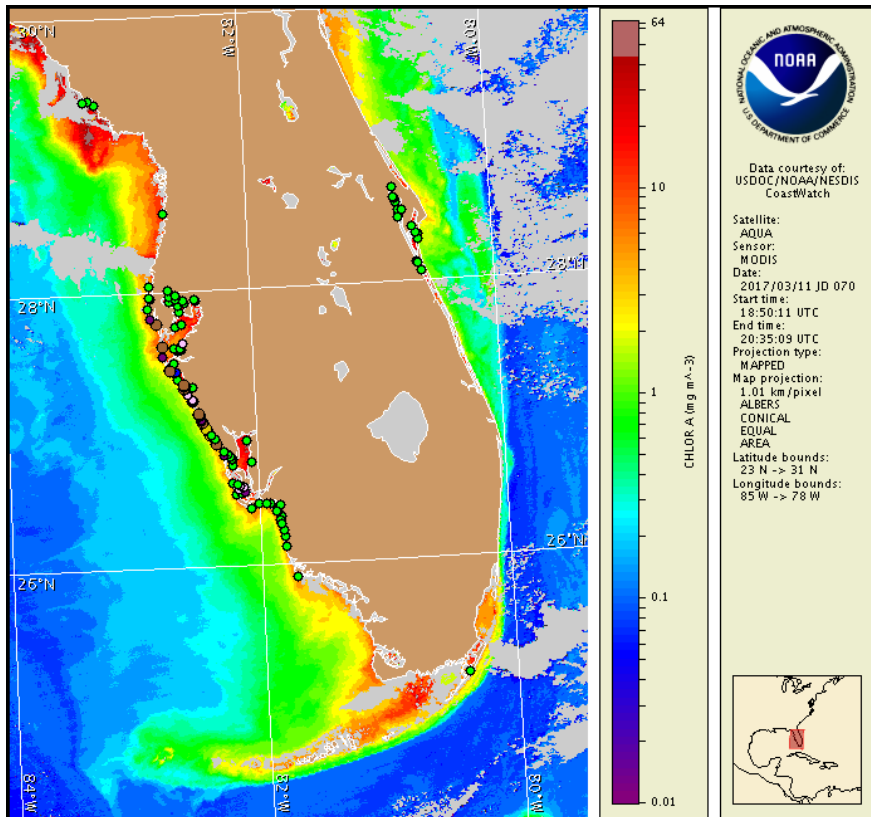 30°N
82°W
80°W
28°N
28°N
26°N
26°N
84°W
82°W
80°W
64
10
1
0.1
0.01
CHLOR A (mg m^-3)
NATIONAL OCEANIC AND ATMOSPHERIC ADMINISTRATION
NOAA
U.S. DEPARTMENT OF COMMERCE
Data courtesy of:
USDOC/NOAA/NESDIS
CoastWatch
Satellite:
AQUA
Sensor:
MODIS
Date:
2017/03/11 JD 070
Start time:
18:50:11 UTC
End time:
20:35:09 UTC
Projection type:
MAPPED
Map projection:
1.01 km/pixel
ALBERS
CONICAL
EQUAL
AREA
Latitude bounds:
23 N -> 31 N
Longitude bounds:
85 W -> 78 W